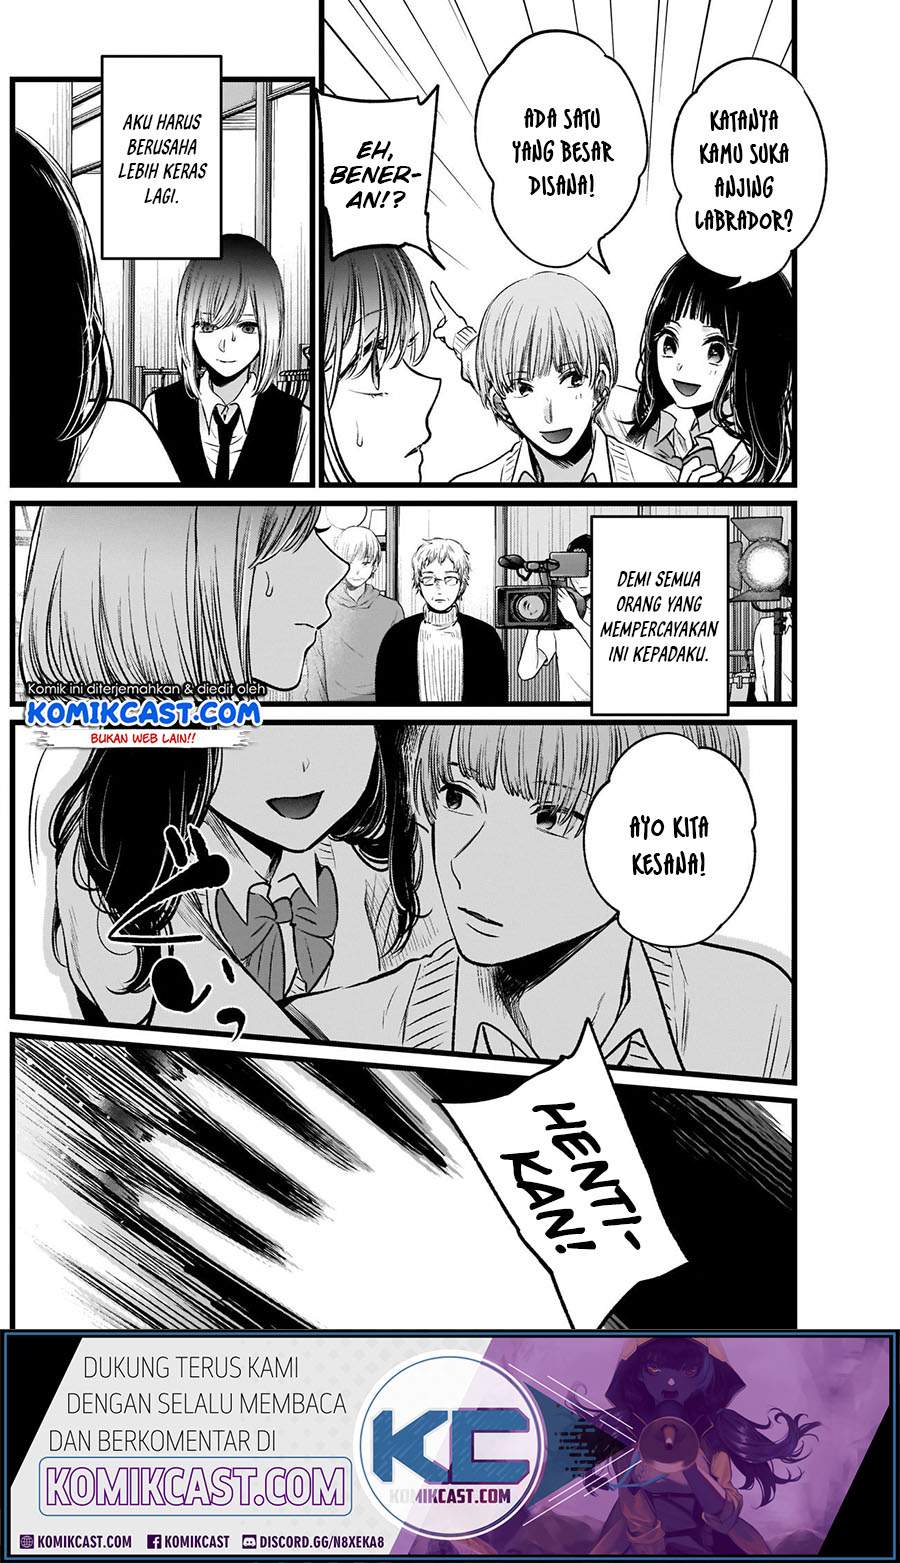 KATANYA
KAMU SUKA
ANJING
LABRADOR?
ADA SATU
YANG BESAR
DISANA!
EH,
BENER-
AN!?
AKU HARUS
BERUSAHA
LEBIH KERAS
LAGI.
DEMI SEMUA
ORANG YANG
MEMPERCAYAKAN
INI KEPADAKU.
Komik ini diterjemahkan & diedit oleh
KOMIKCAST.COM
BUKAN WEB LAIN!!
AYO KITA
KESANA!
HENTI-
KAN!
DUKUNG TERUS KAMI
DENGAN SELALU MEMBACA
DAN BERKOMENTAR DI
KOMIKCAST.COM
KC
KOMIKCAST.COM
KOMIKCAST.COM
KOMIKCAST
DISCORD.GG/N8XEKA8